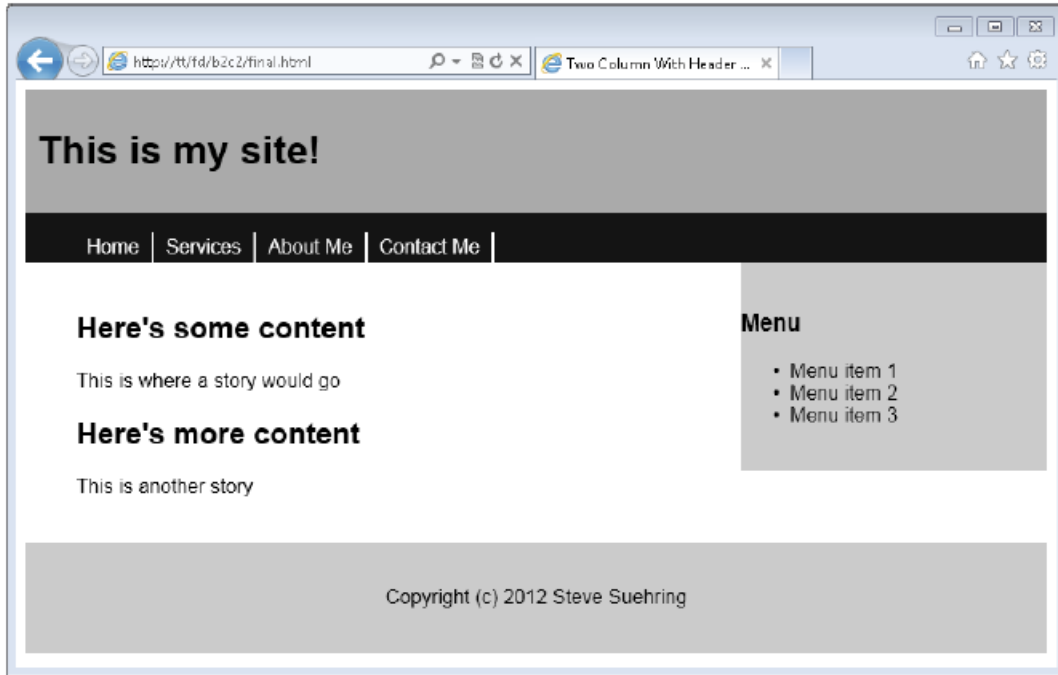 http://tt/fd/b2c2/final.html
Two Column With Header ...
This is my site!
Home
Services
About Me
Contact Me
Here's some content
This is where a story would go
Here's more content
This is another story
Menu
• Menu item 1
• Menu item 2
• Menu item 3
Copyright (c) 2012 Steve Suehring